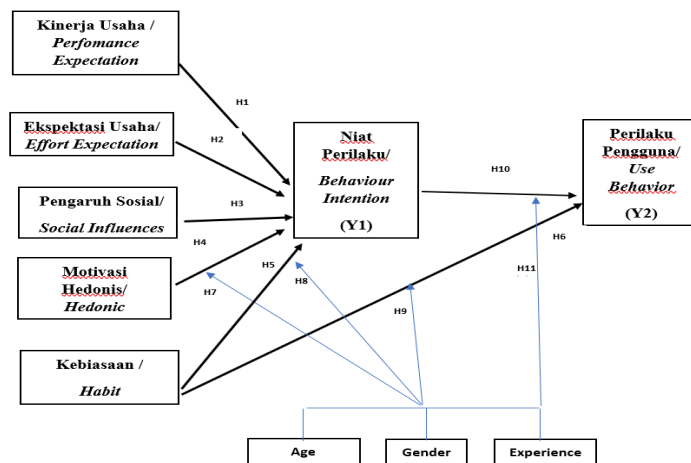 Kinerja Usaha /
Perfomance
Expectation
H1
Ekspektasi Usaha/
Effort Expectation
H2
Niat
Perilaku/
Behaviour
Intention
(Y1)
H10
Perilaku
Pengguna/
Use
Behavior
(Y2)
Pengaruh Sosial/
Social Influences
H3
H4
H5
H6
Motivasi
Hedonis/
Hedonic
H7
H8
H9
H11
Kebiasaan /
Habit
Age
Gender
Experience